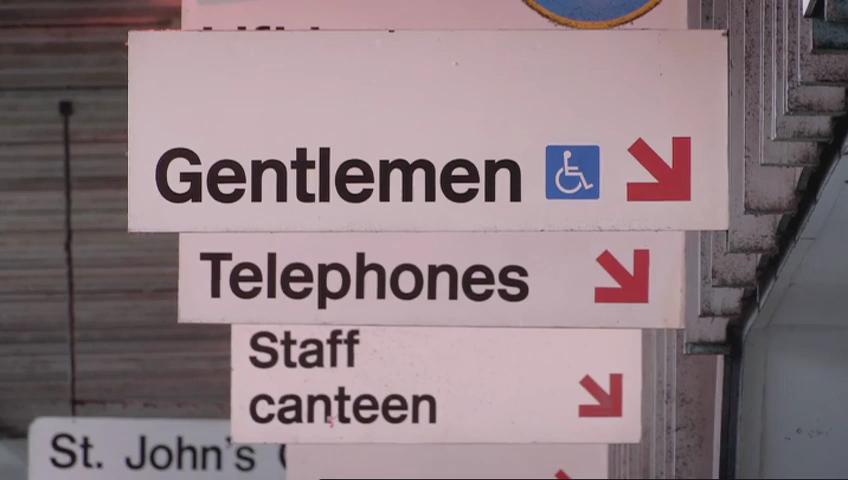 Gentlemen
Telephones
Staff
canteen
St. John's